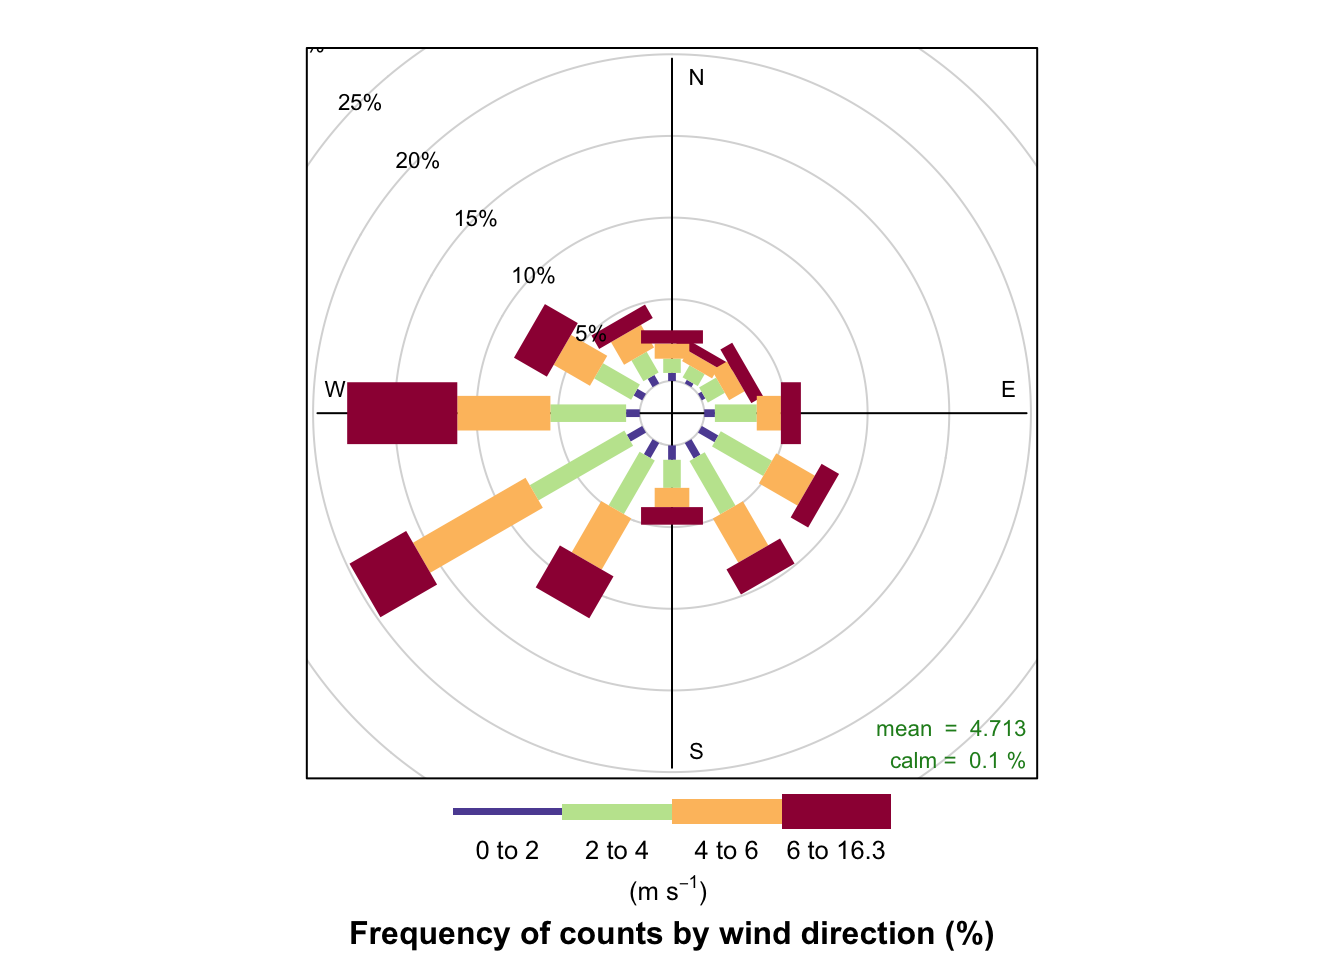 %
N
25%
20%
15%
10%
5%
W
E
S
mean = 4.713
calm = 0.1 %
0 to 2 2 to 4 4 to 6 6 to 16.3
(m s⁻¹)
Frequency of counts by wind direction (%)